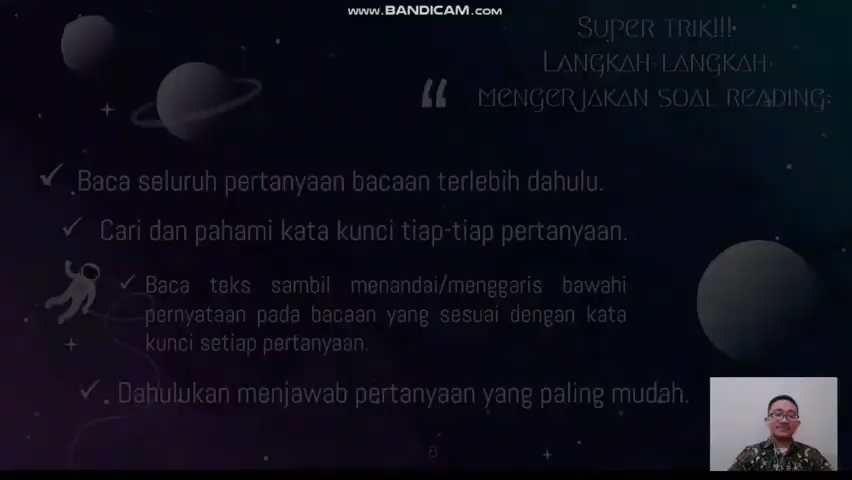 www.BANDICAM.com
Super trik!!!
Langkah-langkah
mengerjakan soal reading:
“
Baca seluruh pertanyaan bacaan terlebih dahulu.
Cari dan pahami kata kunci tiap-tiap pertanyaan.
Baca teks sambil menandai/menggaris bawahi
pernyataan pada bacaan yang sesuai dengan kata
kunci setiap pertanyaan.
Dahulukan menjawab pertanyaan yang paling mudah.